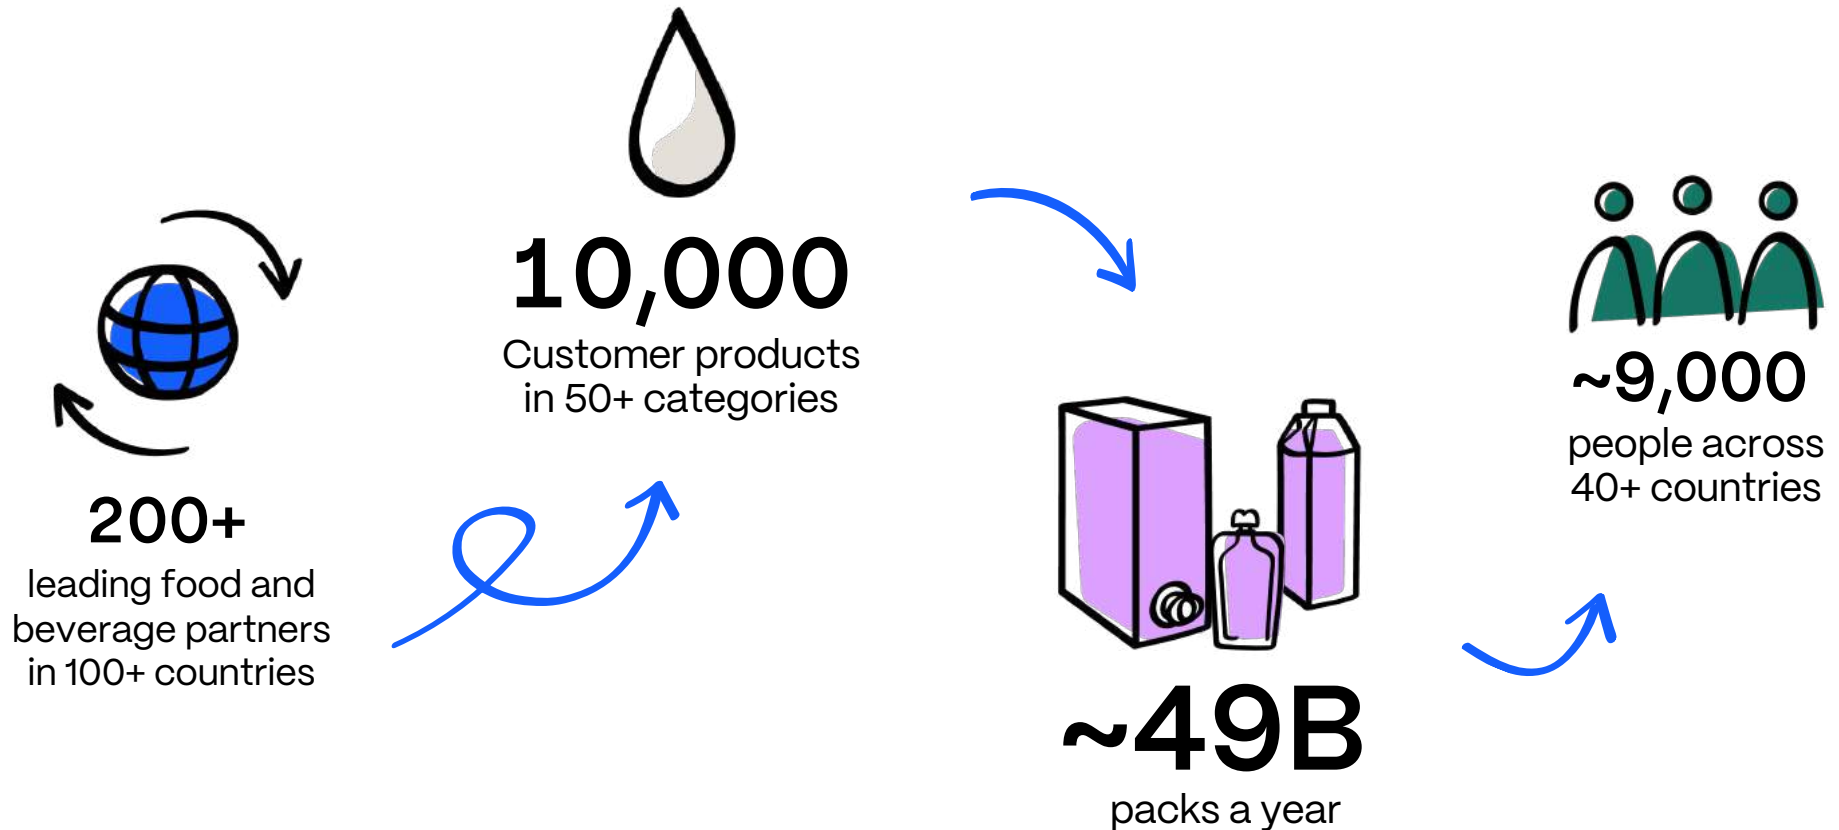 200+
leading food and
beverage partners
in 100+ countries
10,000
Customer products
in 50+ categories
~49B
packs a year
~9,000
people across
40+ countries